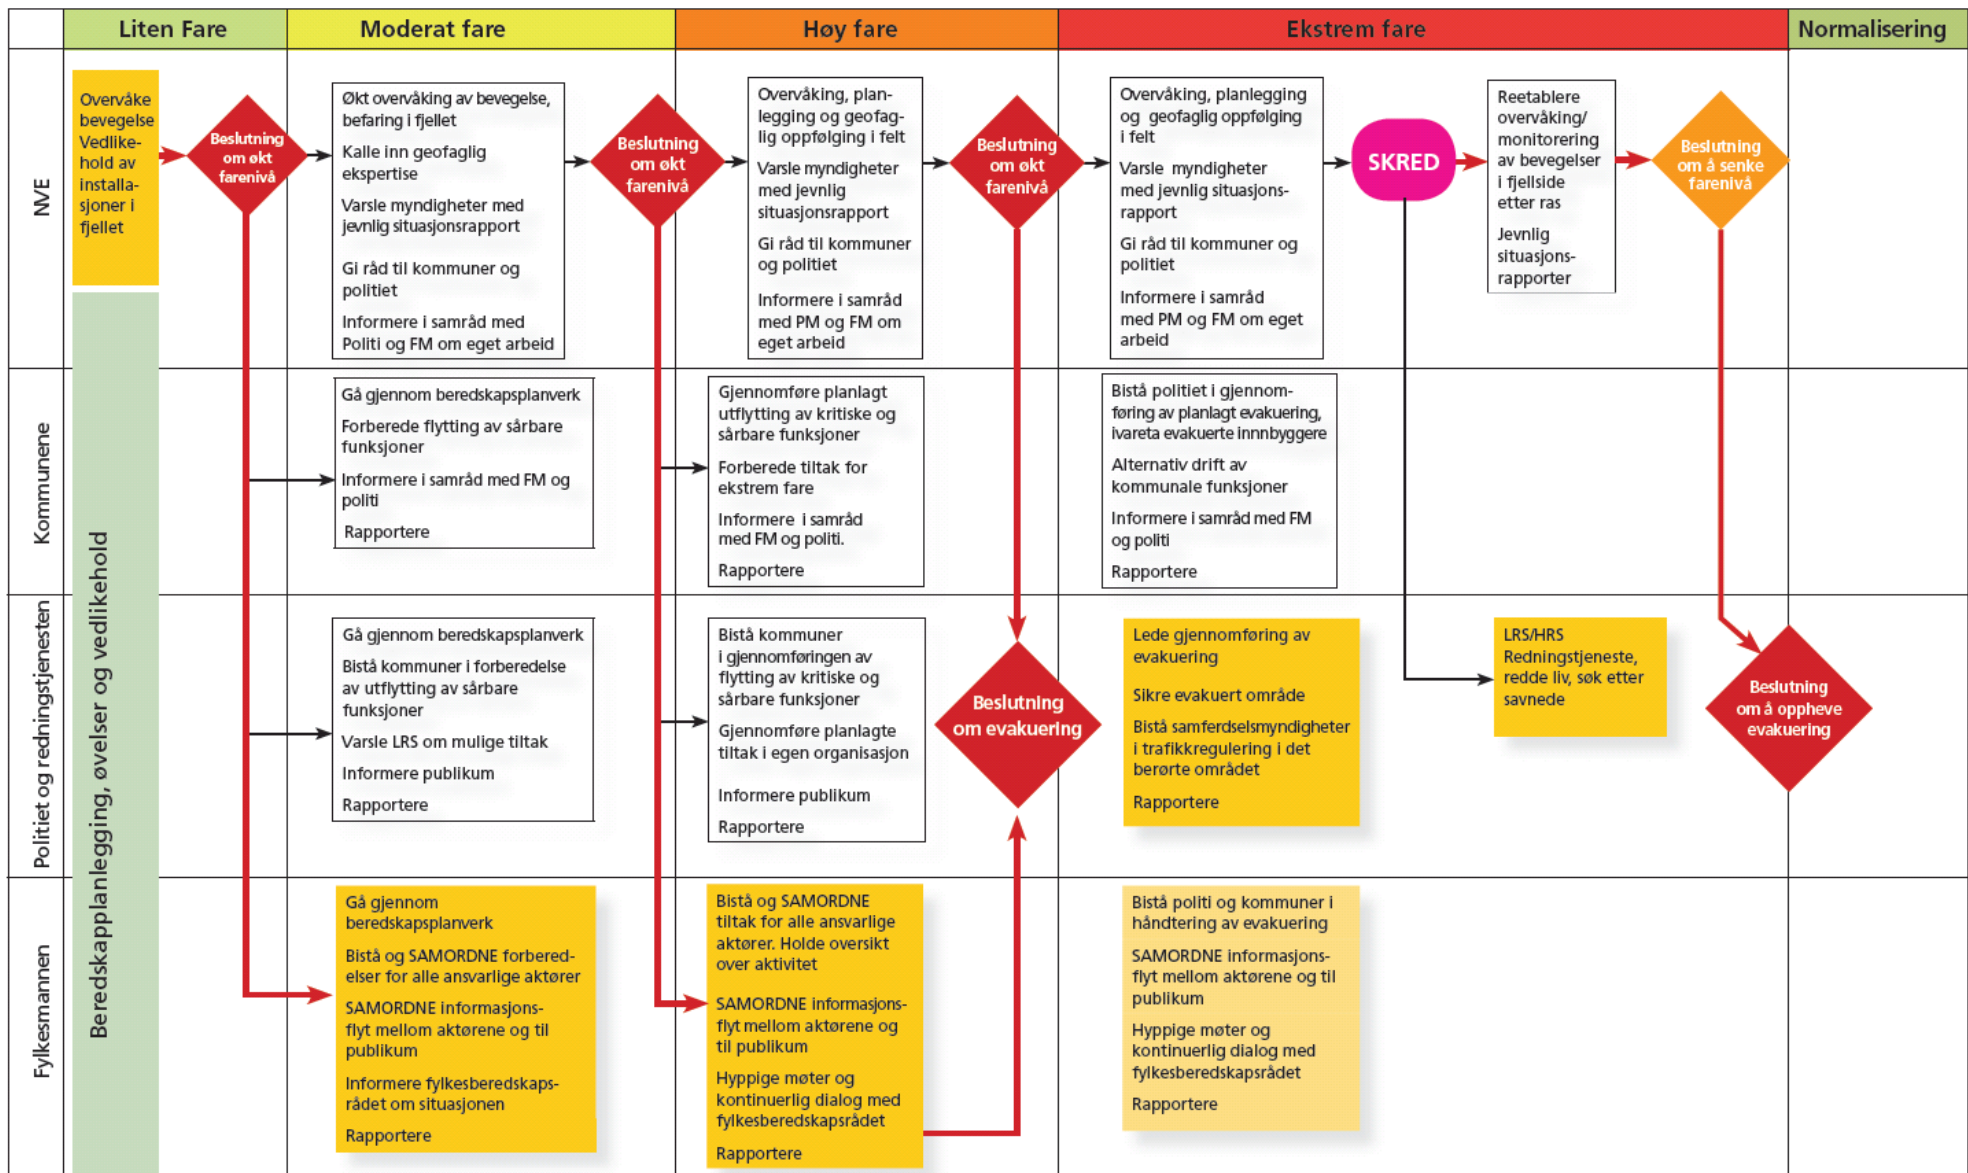 Liten Fare
Moderat fare
Høy fare
Ekstrem fare
Normalisering
NVE
Overvåke
bevegelse
Vedlike-
hold av
installa-
sjoner i
fjellet
Beslutning
om økt
farenivå
Økt overvåking av bevegelse,
befaring i fjellet
Kalle inn geofaglig
ekspertise
Varsle myndigheter med
jevnlig situasjonsrapport
Gi råd til kommuner og
politiet
Informere i samråd med
Politi og FM om eget arbeid
Beslutning
om økt
farenivå
Overvåking, plan-
legging og geofag-
lig oppfølging i felt
Varsle myndigheter
med jevnlig
situasjonsrapport
Gi råd til kommuner
og politiet
Informere i samråd
med PM og FM om
eget arbeid
Beslutning
om økt
farenivå
Overvåking, planlegging
og geofaglig oppfølging
i felt
Varsle myndigheter
med jevnlig situasjons-
rapport
Gi råd til kommuner og
politiet
Informere i samråd
med PM og FM om eget
arbeid
SKRED
Reetablere
overvåking/
monitorering
av bevegelser
i fjellside
etter ras
Jevnlig
situasjons-
rapporter
Beslutning
om å senke
farenivå
Beredskapplanlegging, øvelser og vedlikehold
Kommunene
Gå gjennom beredskapsplanverk
Forberede flytting av sårbare
funksjoner
Informere i samråd med FM og
politi
Rapportere
Gjennomføre planlagt
utflytting av kritiske og
sårbare funksjoner
Forberede tiltak for
ekstrem fare
Informere i samråd
med FM og politi.
Rapportere
Bistå politiet i gjennom-
føring av planlagt evakuering,
ivareta evakuerte innnbyggere
Alternativ drift av
kommunale funksjoner
Informere i samråd med FM
og politi
Rapportere
Politiet og redningstjenesten
Gå gjennom beredskapsplanverk
Bistå kommuner i forberedelse
av utflytting av sårbare
funksjoner
Varsle LRS om mulige tiltak
Informere publikum
Rapportere
Bistå kommuner
i gjennomføringen av
flytting av kritiske og
sårbare funksjoner
Gjennomføre planlagte
tiltak i egen organisasjon
Informere publikum
Rapportere
Beslutning
om evakuering
Lede gjennomføring av
evakuering
Sikre evakuert område
Bistå samferdselsmyndigheter
i trafikkregulering i det
berørte området
Rapportere
LRS/HRS
Redningstjeneste,
redde liv, søk etter
savnede
Beslutning
om å oppheve
evakuering
Fylkesmannen
Gå gjennom
beredskapsplanverk
Bistå og SAMORDNE forbered-
elser for alle ansvarlige aktører
SAMORDNE informasjons-
flyt mellom aktørene og til
publikum
Informere fylkesberedskaps-
rådet om situasjonen
Rapportere
Bistå og SAMORDNE
tiltak for alle ansvarlige
aktører. Holde oversikt
over aktivitet
SAMORDNE informasjons-
flyt mellom aktørene og
til publikum
Hyppige møter og
kontinuerlig dialog med
fylkesberedskapsrådet
Rapportere
Bistå politi og kommuner i
håndtering av evakuering
SAMORDNE informasjons-
flyt mellom aktørene og til
publikum
Hyppige møter og
kontinuerlig dialog med
fylkesberedskapsrådet
Rapportere